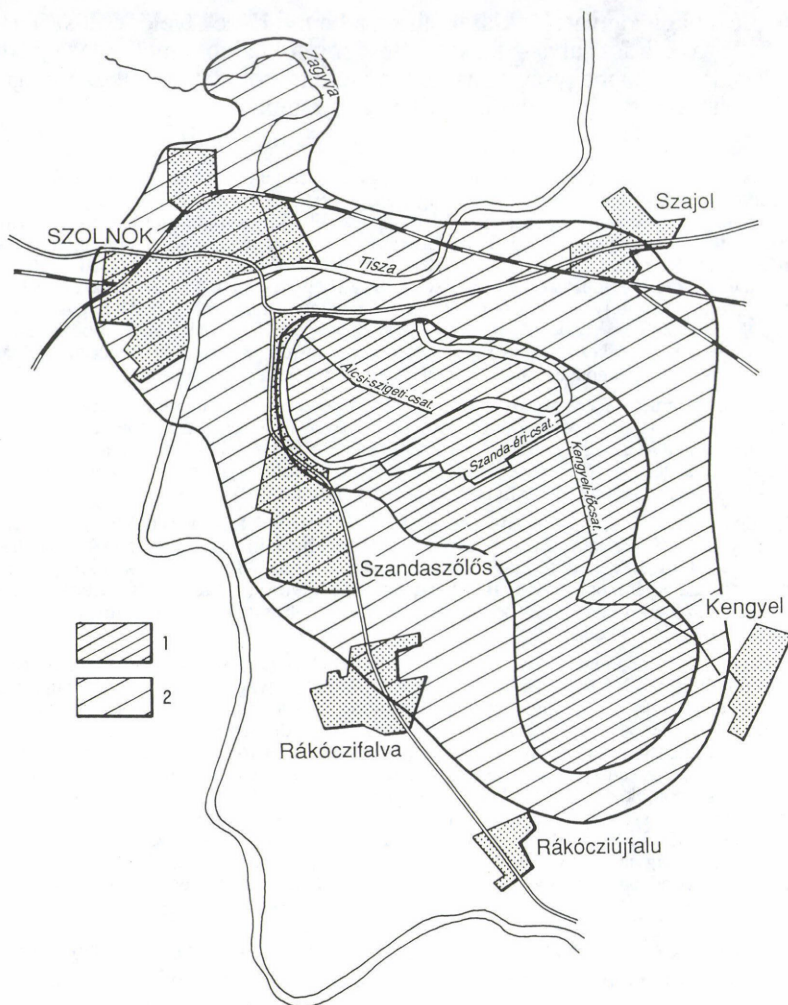 Zagyva
Szajol
SZOLNOK
Tisza
Alcsi-szigeti-csat.
Szanda-éri-csat.
Kengyeli-főcsat.
Szandaszőlős
Kengyel
1
2
Rákóczifalva
Rákócziújfalu